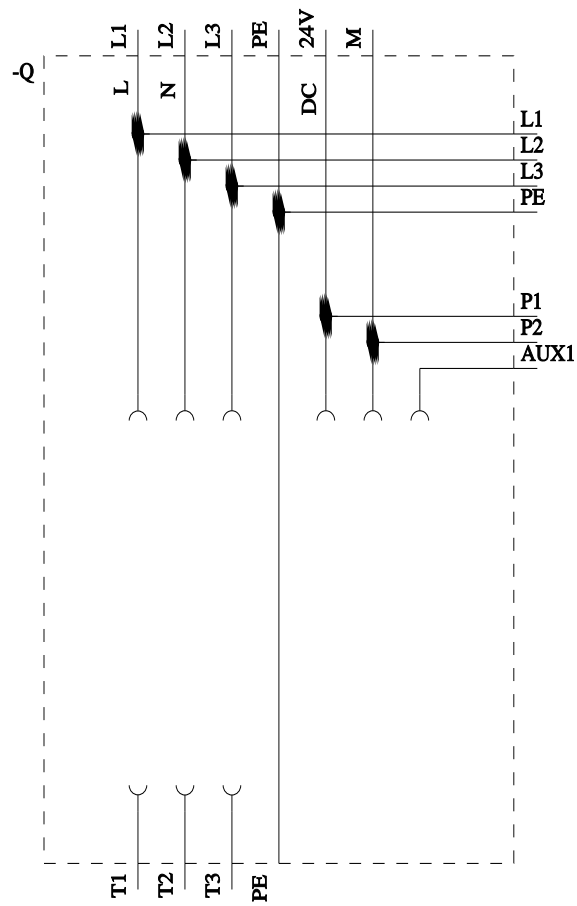 L1 L2 L3 PE 24V M
-Q
L N DC
L1
L2
L3
PE
P1
P2
AUX1
T1 T2 T3 PE